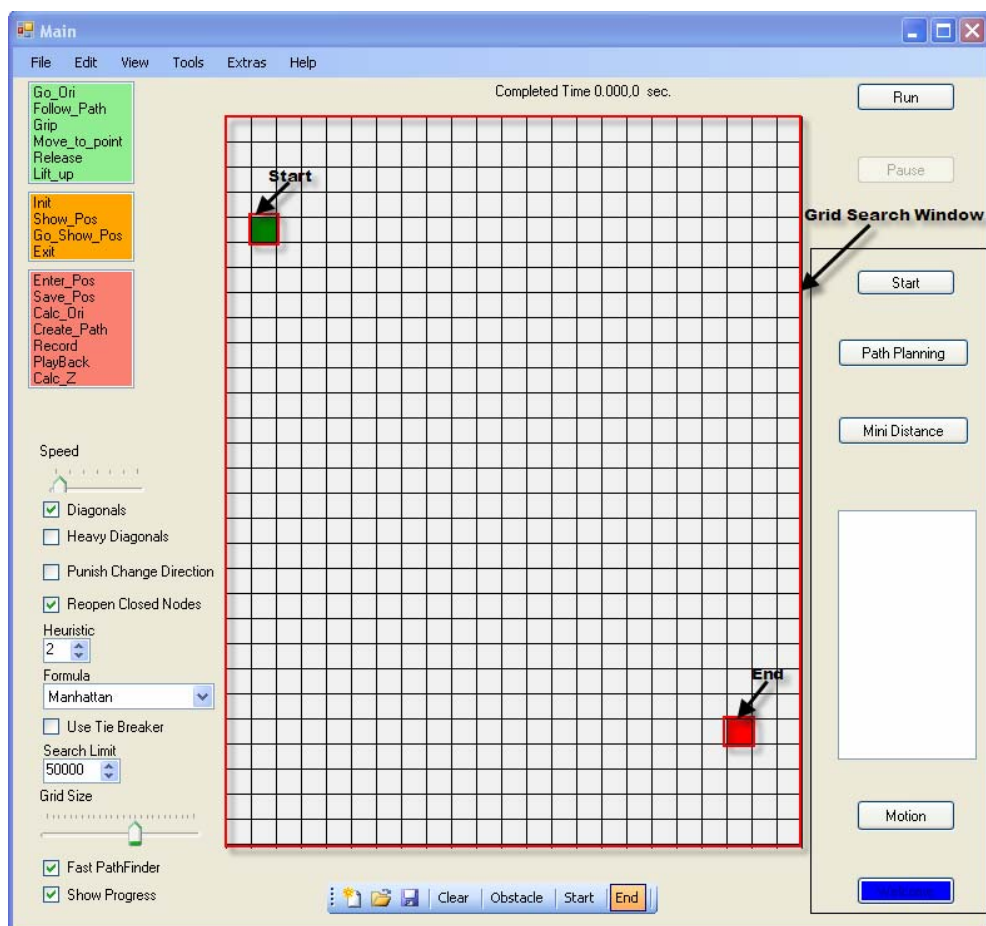 Main
File Edit View Tools Extras Help
Go_Ori
Follow_Path
Grip
Move_to_point
Release
Lift_up
Init
Show_Pos
Go_Show_Pos
Exit
Enter_Pos
Save_Pos
Calc_Ori
Create_Path
Record
PlayBack
Calc_Z
Speed
Diagonals
Heavy Diagonals
Punish Change Direction
Reopen Closed Nodes
Heuristic
2
Formula
Manhattan
Use Tie Breaker
Search Limit
50000
Grid Size
Fast PathFinder
Show Progress
Completed Time 0.000,0 sec.
Start
End
Clear Obstacle Start End
Run
Pause
Grid Search Window
Start
Path Planning
Mini Distance
Motion